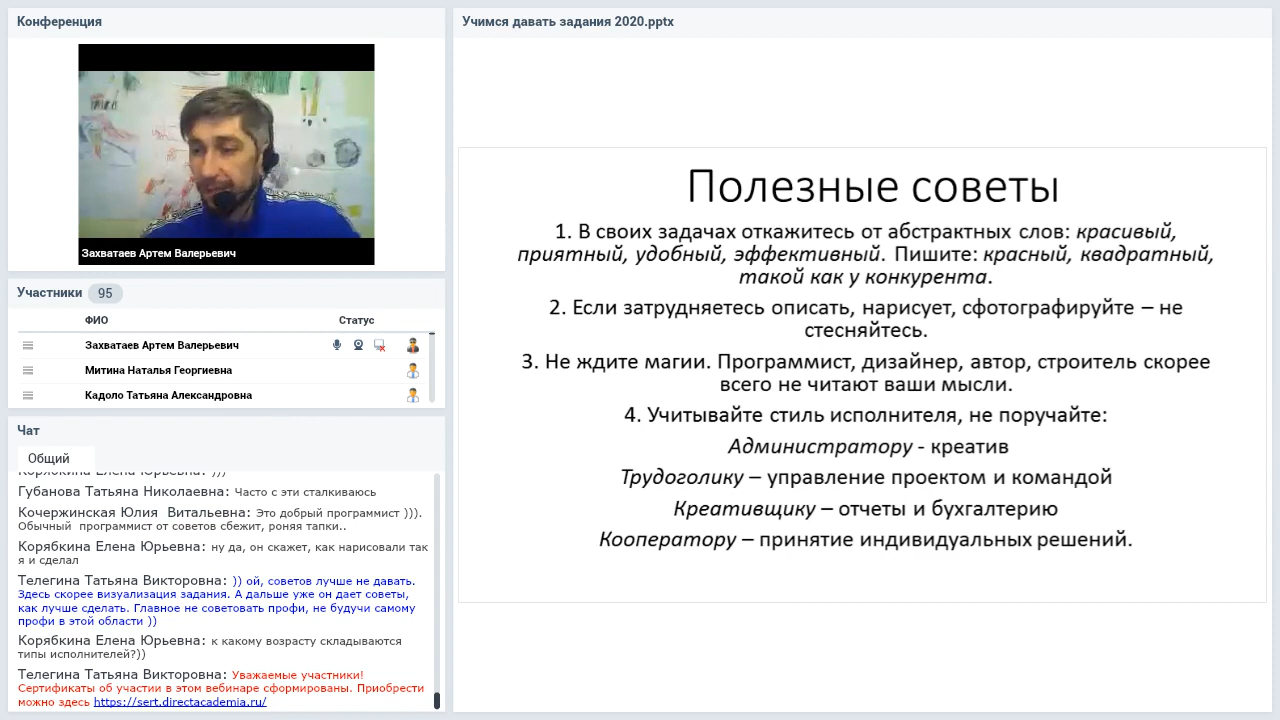 Конференция
Захватаев Артем Валерьевич
Участники 95
ФИО Статус
Захватаев Артем Валерьевич
Митина Наталья Георгиевна
Кадоло Татьяна Александровна
Чат
Общий
Корябкина Елена Юрьевна: )))
Губанова Татьяна Николаевна: Часто с эти сталкиваюсь
Кочержинская Юлия Витальевна: Это добрый программист ))).
Обычный программист от советов сбежит, роняя тапки..
Корябкина Елена Юрьевна: ну да, он скажет, как нарисовали так
я и сделал
Телегина Татьяна Викторовна: )) ой, советов лучше не давать.
Здесь скорее визуализация задания. А дальше уже он дает советы,
как лучше сделать. Главное не советовать профи, не будучи самому
профи в этой области ))
Корябкина Елена Юрьевна: к какому возрасту складываются
типы исполнителей?))
Телегина Татьяна Викторовна: Уважаемые участники!
Сертификаты об участии в этом вебинаре сформированы. Приобрести
можно здесь https://sert.directacademia.ru/
Учимся давать задания 2020.pptx
Полезные советы
1. В своих задачах откажитесь от абстрактных слов: красивый,
приятный, удобный, эффективный. Пишите: красный, квадратный,
такой как у конкурента.
2. Если затрудняетесь описать, нарисует, сфотографируйте – не
стесняйтесь.
3. Не ждите магии. Программист, дизайнер, автор, строитель скорее
всего не читают ваши мысли.
4. Учитывайте стиль исполнителя, не поручайте:
Администратору - креатив
Трудоголику – управление проектом и командой
Креативщику – отчеты и бухгалтерию
Кооператору – принятие индивидуальных решений.